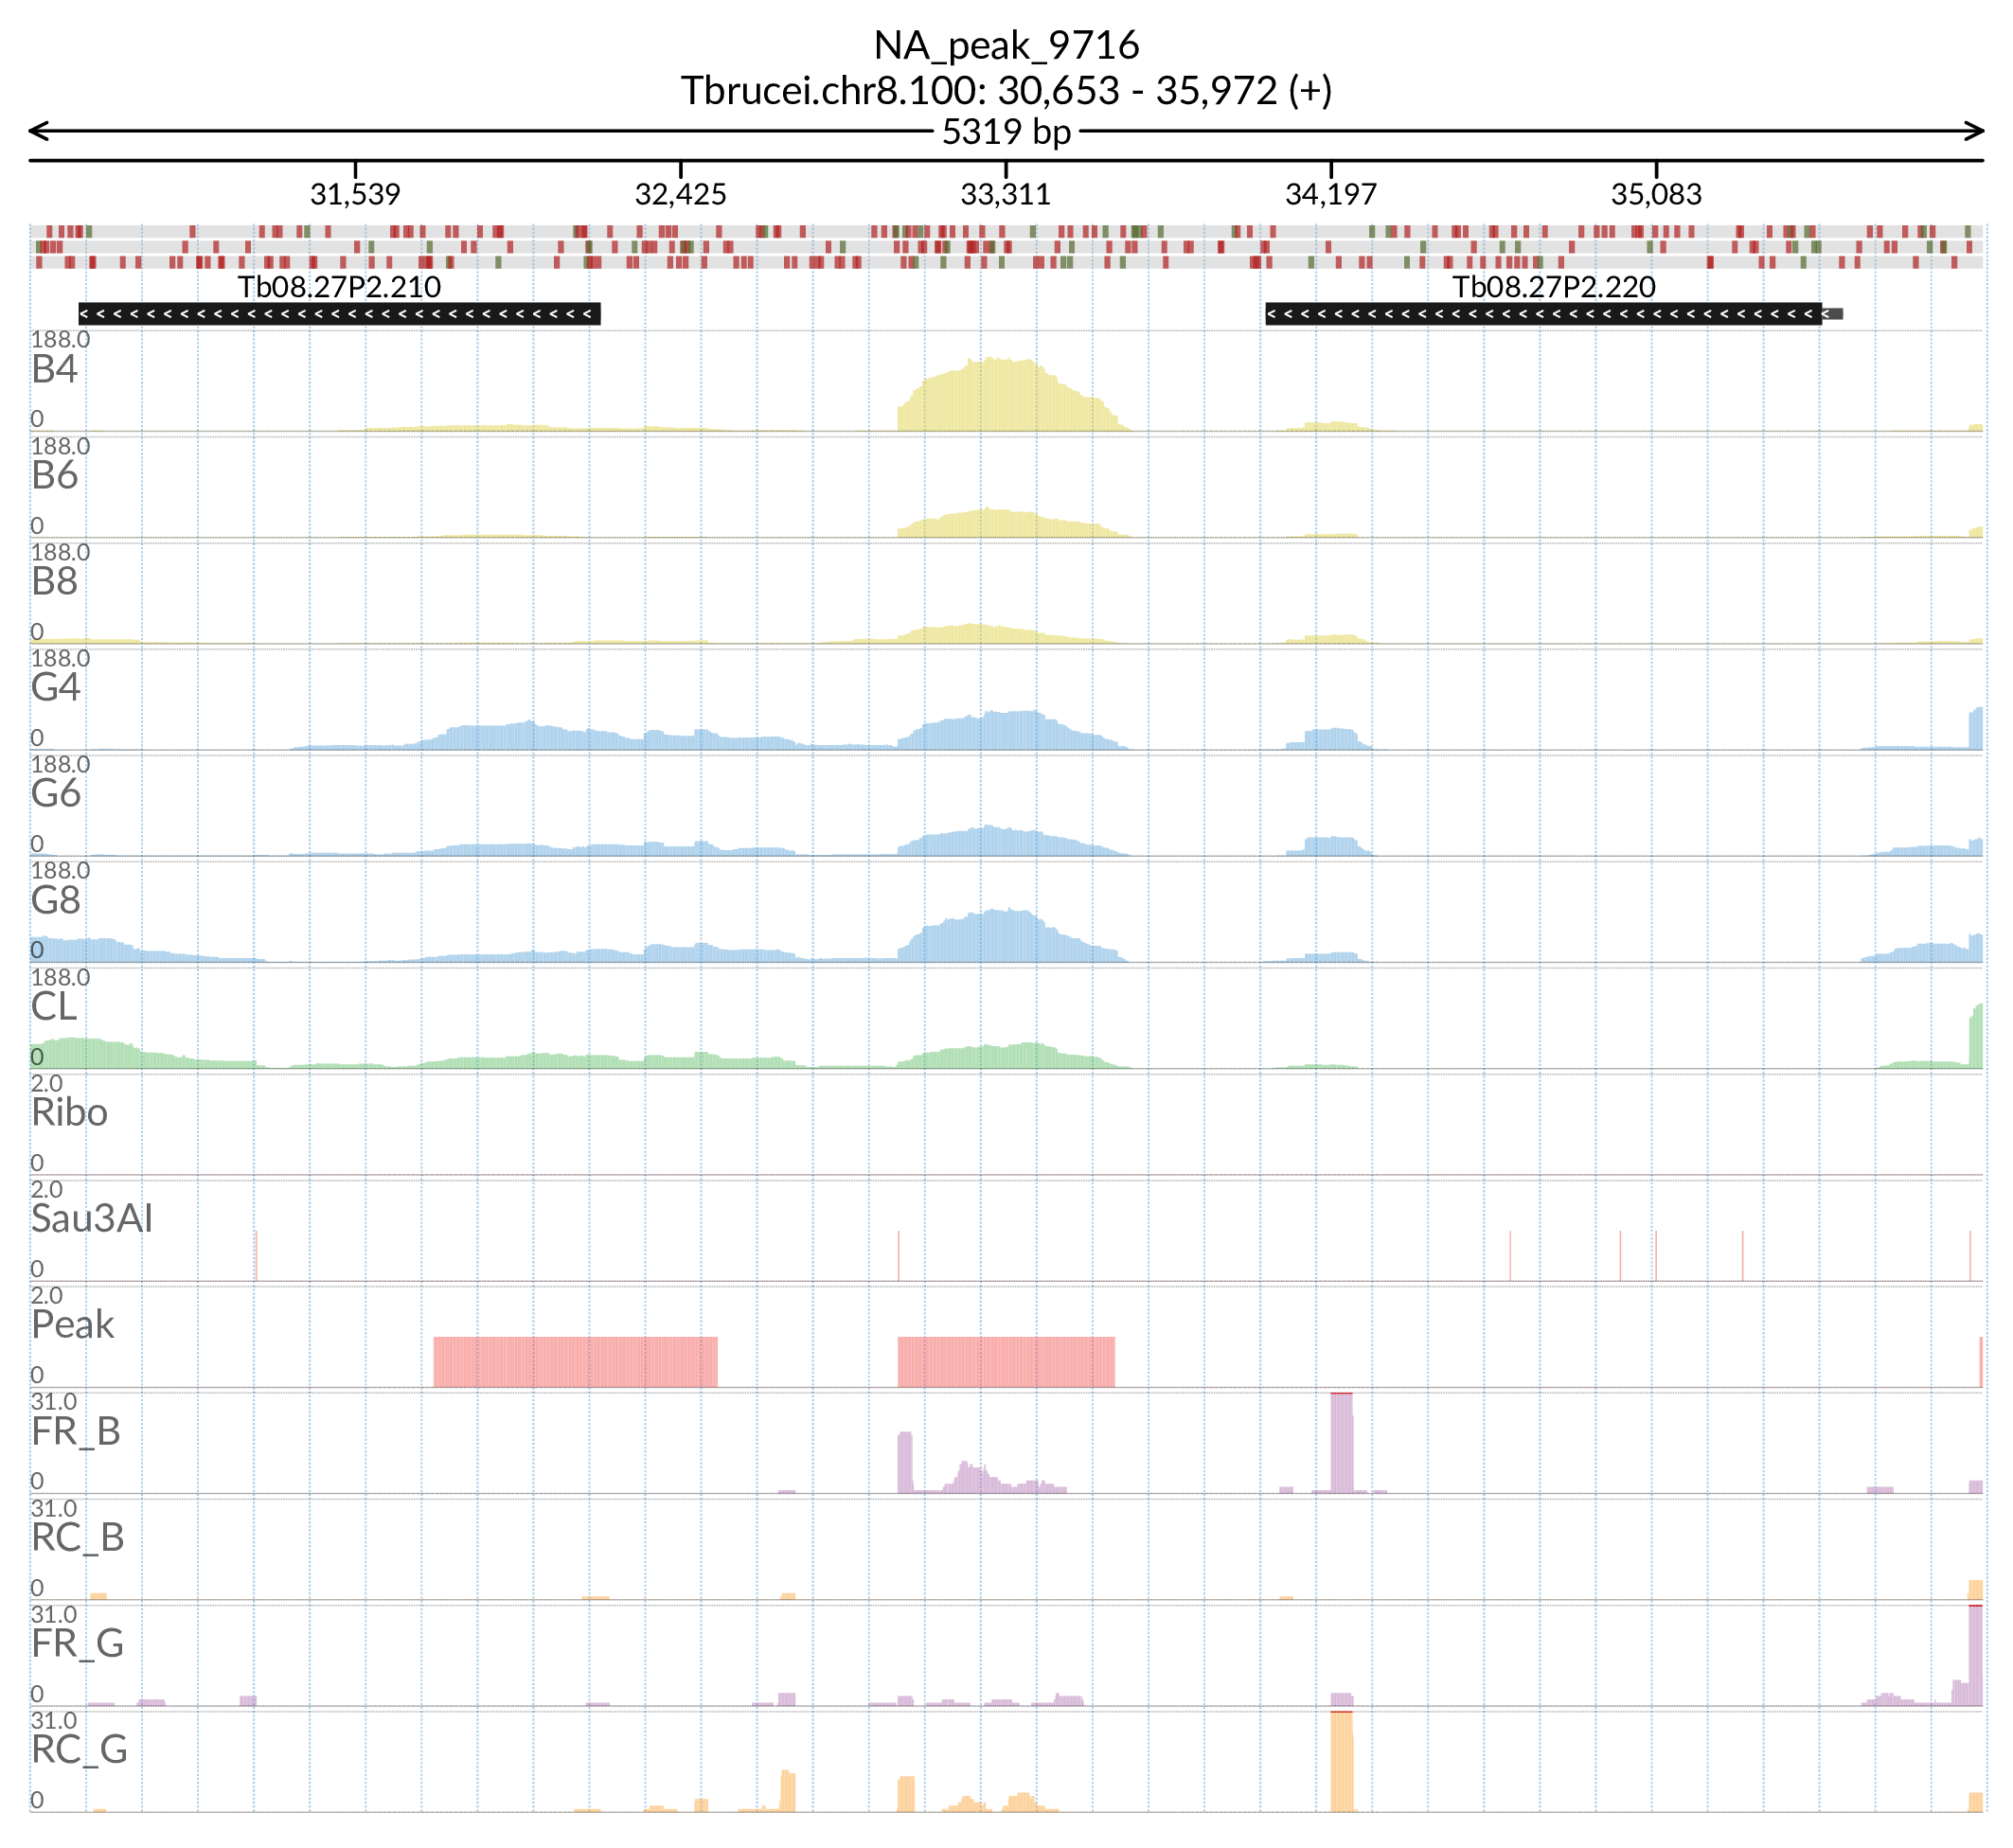 NA_peak_9716
Tbrucei.chr8.100: 30,653 - 35,972 (+)
5319 bp
31,539 32,425 33,311 34,197 35,083
Tb08.27P2.210 Tb08.27P2.220
188.0
B4
0
188.0
B6
0
188.0
B8
0
188.0
G4
0
188.0
G6
0
188.0
G8
0
188.0
CL
0
2.0
Ribo
0
2.0
Sau3AI
0
2.0
Peak
0
31.0
FR_B
0
31.0
RC_B
0
31.0
FR_G
0
31.0
RC_G
0